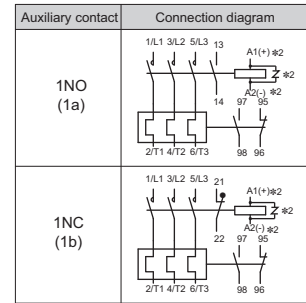 Auxiliary contact Connection diagram
1NO
(1a)
1/L1 3/L2 5/L3 13
A1(+) *2
*2
14
A2(-) *2
97 95
2/T1 4/T2 6/T3
98 96
1NC
(1b)
1/L1 3/L2 5/L3 21
A1(+) *2
*2
22
A2(-) *2
97 95
2/T1 4/T2 6/T3
98 96